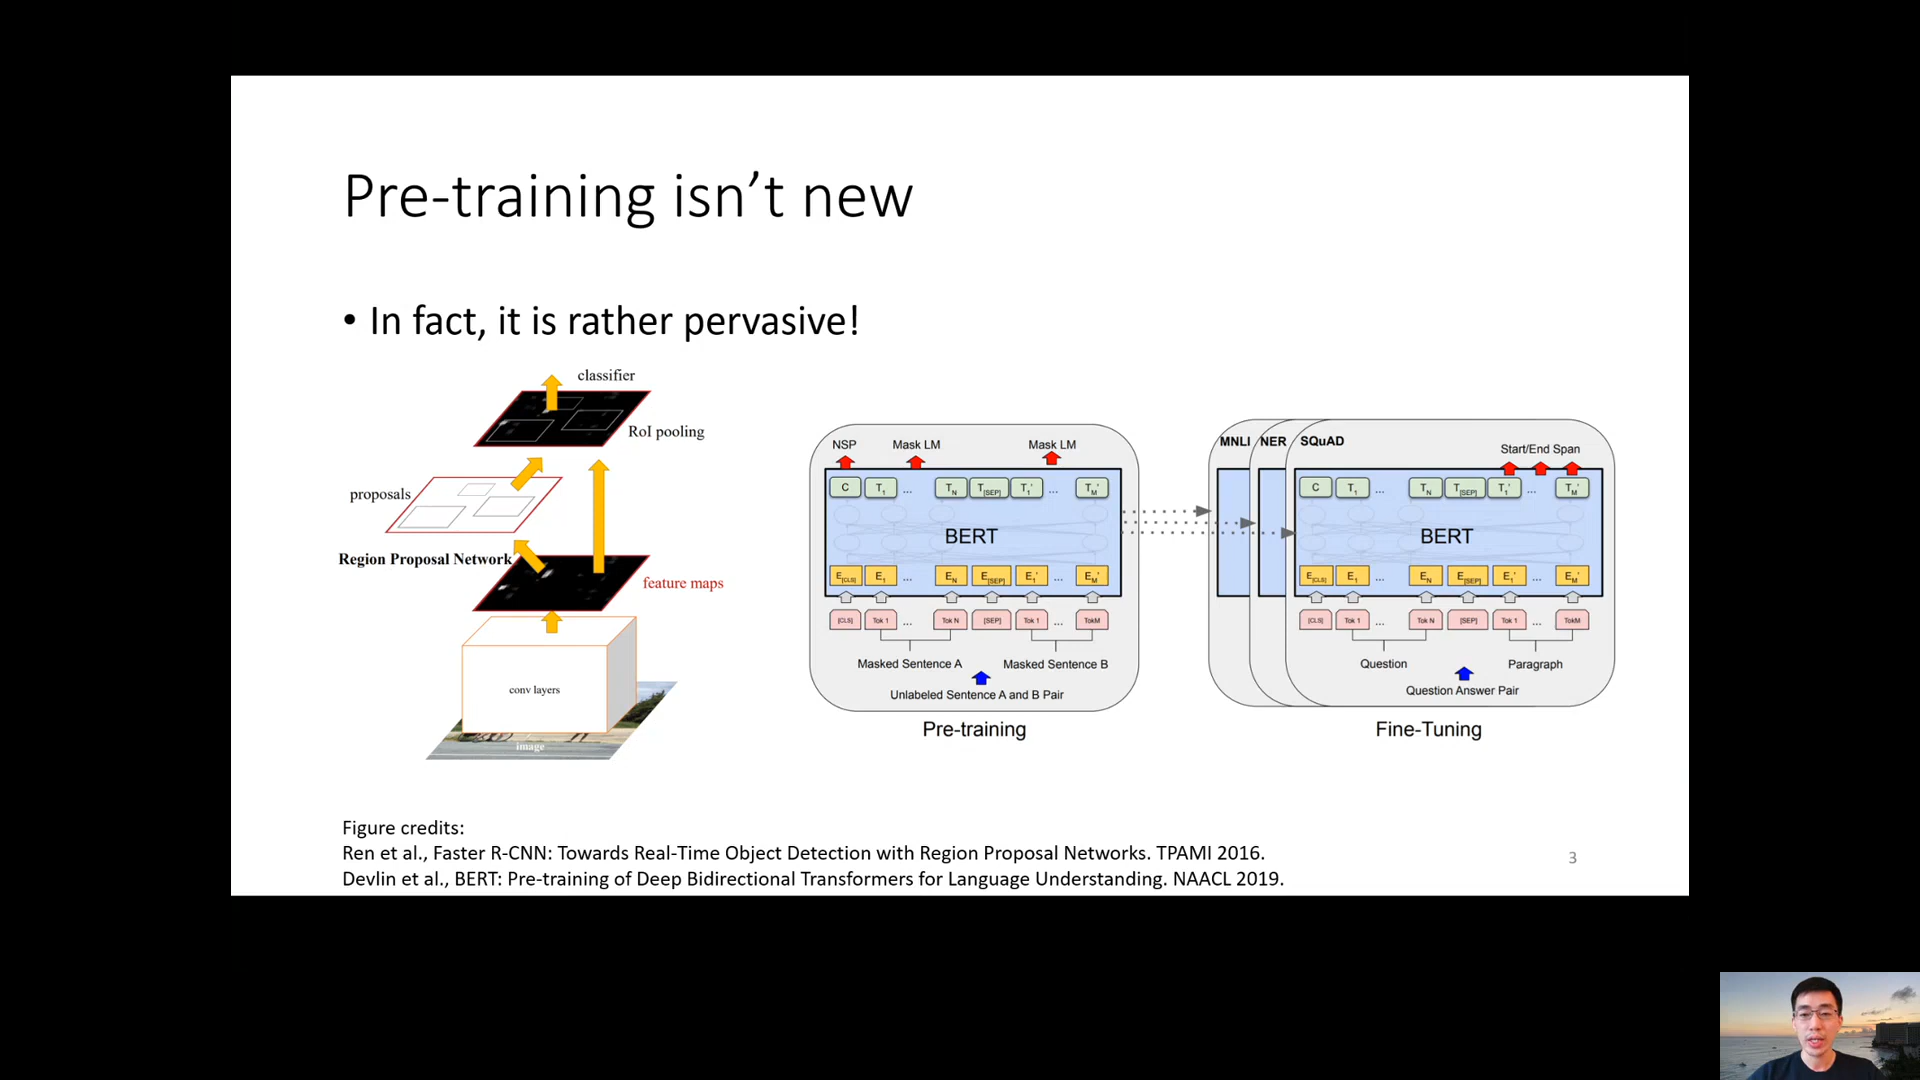 Pre-training isn't new
• In fact, it is rather pervasive!
classifier
RoI pooling
proposals
Region Proposal Network
feature maps
conv layers
image
NSP
Mask LM
Mask LM
C
T1
...
TN
T[SEP]
T1'
...
TM'
BERT
E[CLS]
E1
...
EN
E[SEP]
E1'
...
EM'
[CLS]
Tok 1
...
Tok N
[SEP]
Tok 1
...
TokM
Masked Sentence A
Masked Sentence B
Unlabeled Sentence A and B Pair
Pre-training
MNLI
NER
SQuAD
Start/End Span
C
T1
...
TN
T[SEP]
T1'
...
TM'
BERT
E[CLS]
E1
...
EN
E[SEP]
E1'
...
EM'
[CLS]
Tok 1
...
Tok N
[SEP]
Tok 1
...
TokM
Question
Paragraph
Question Answer Pair
Fine-Tuning
Figure credits:
Ren et al., Faster R-CNN: Towards Real-Time Object Detection with Region Proposal Networks. TPAMI 2016.
Devlin et al., BERT: Pre-training of Deep Bidirectional Transformers for Language Understanding. NAACL 2019.
3